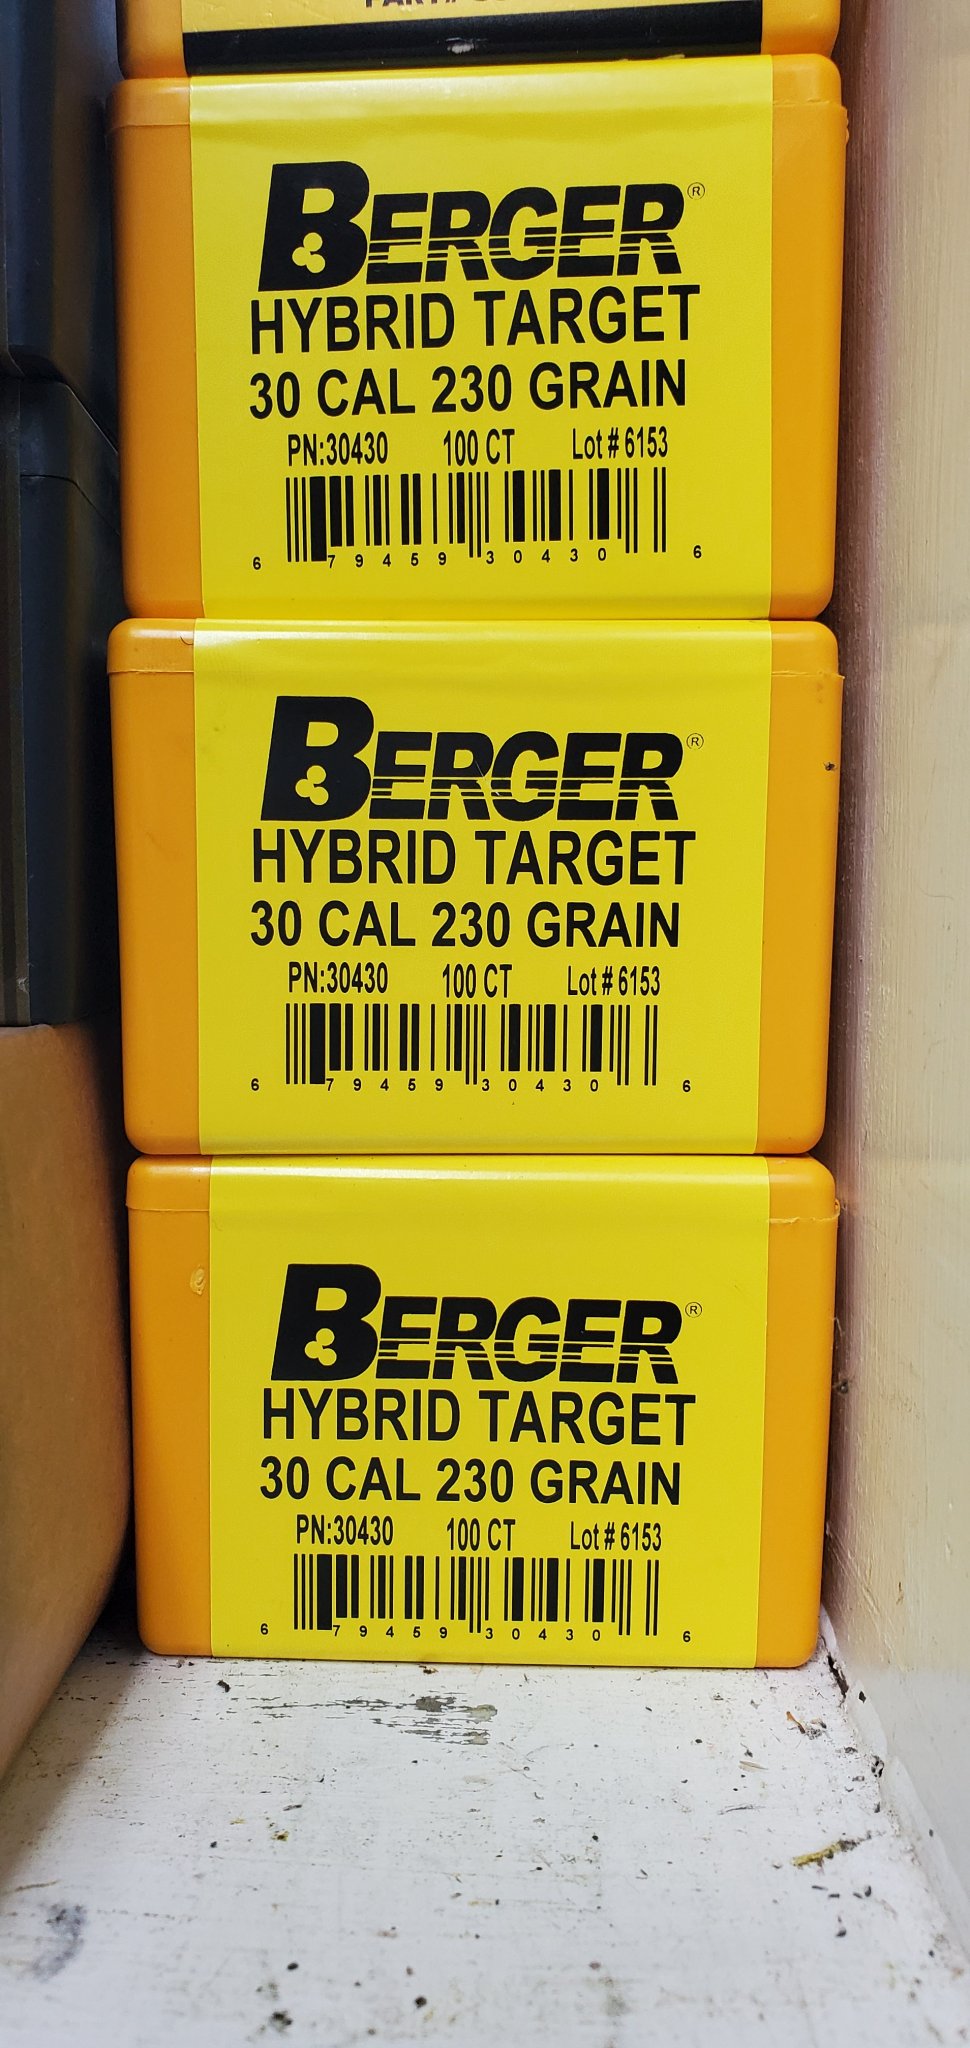 BERGER®
HYBRID TARGET
30 CAL 230 GRAIN
PN:30430 100 CT Lot # 6153
6 79459 30430 6
BERGER®
HYBRID TARGET
30 CAL 230 GRAIN
PN:30430 100 CT Lot # 6153
6 79459 30430 6
BERGER®
HYBRID TARGET
30 CAL 230 GRAIN
PN:30430 100 CT Lot # 6153
6 79459 30430 6